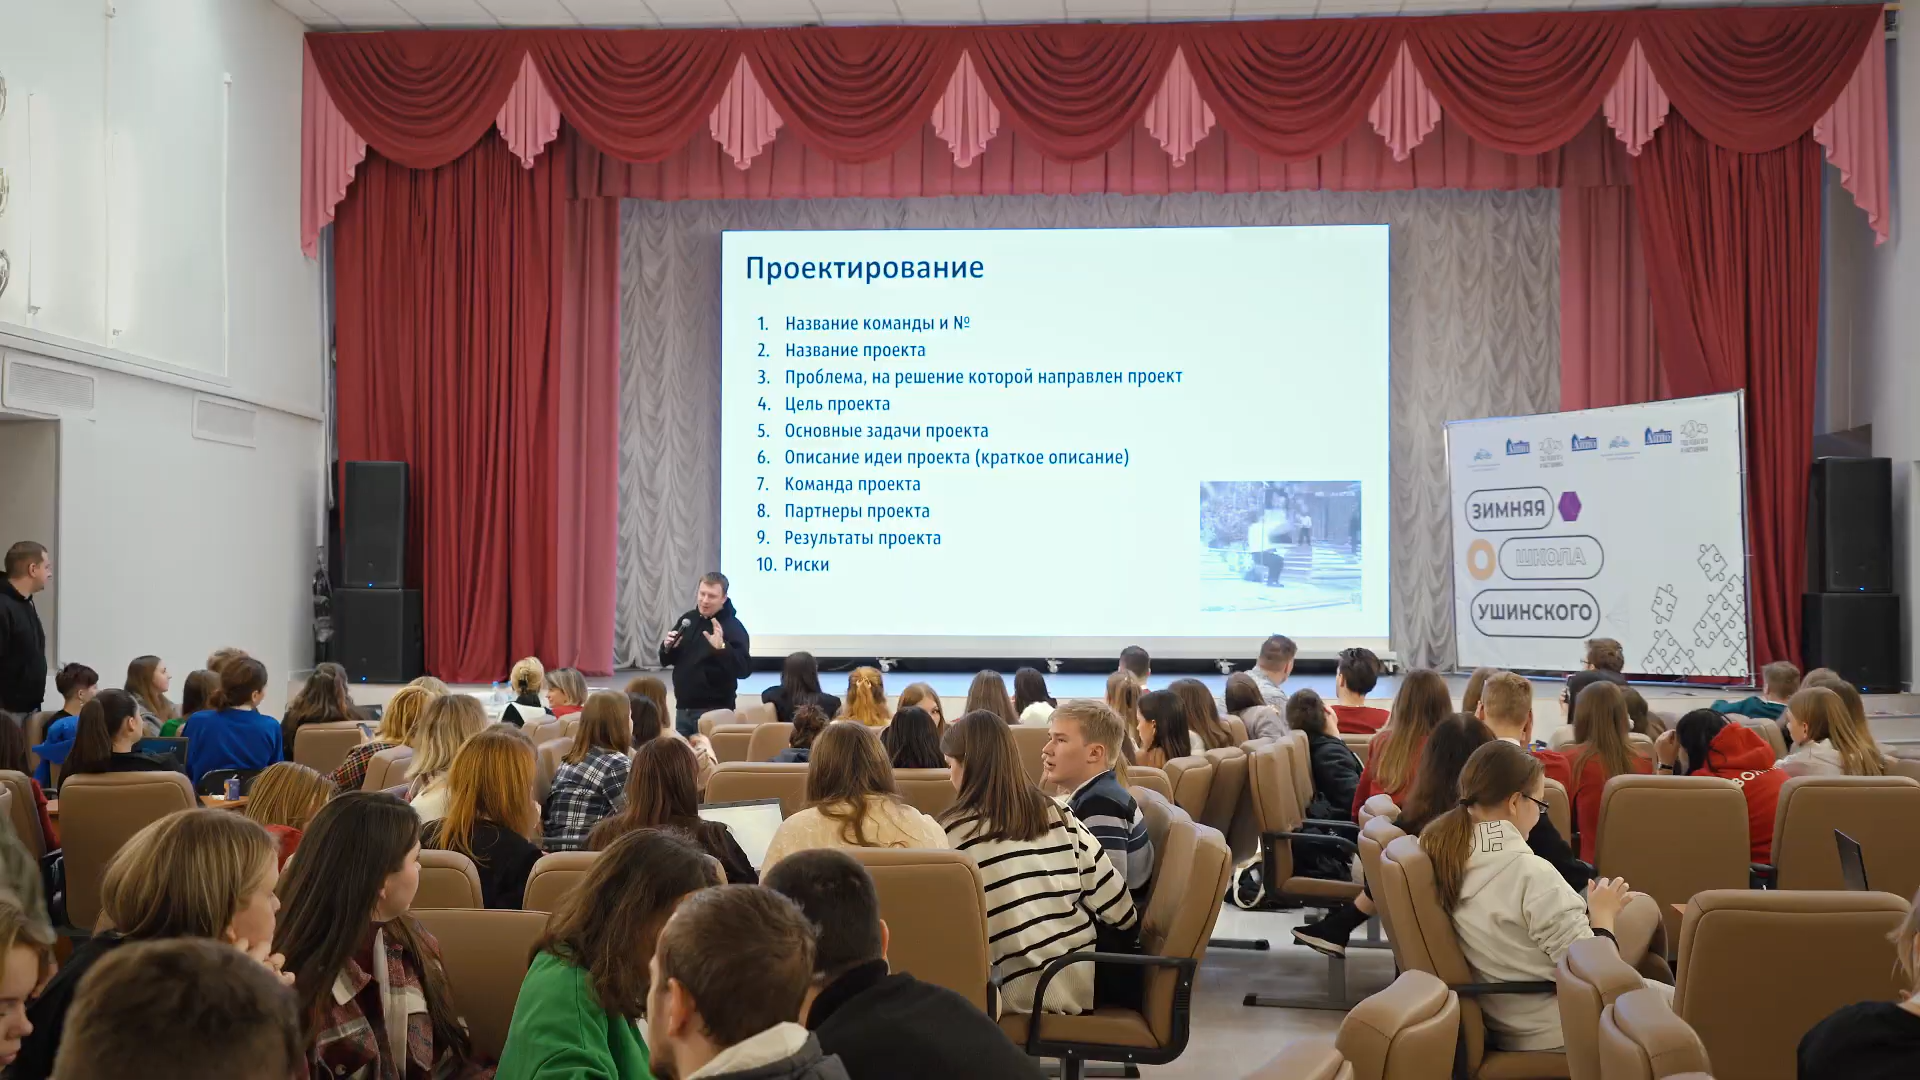 Проектирование
1. Название команды и №
2. Название проекта
3. Проблема, на решение которой направлен проект
4. Цель проекта
5. Основные задачи проекта
6. Описание идеи проекта (краткое описание)
7. Команда проекта
8. Партнеры проекта
9. Результаты проекта
10. Риски
ЗИМНЯЯ
ШКОЛА
УШИНСКОГО